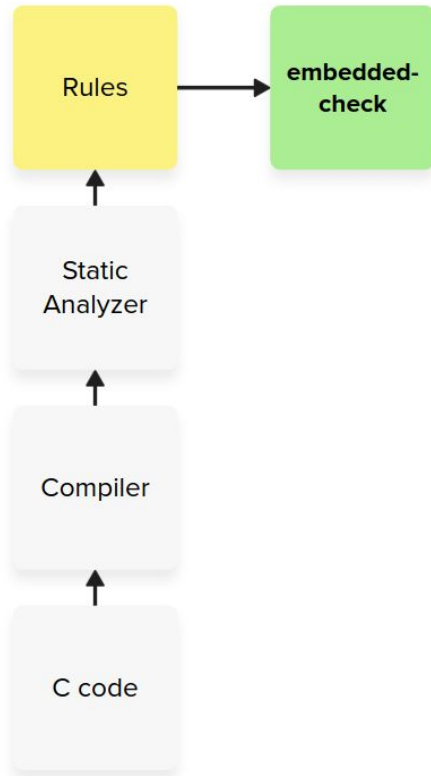 Rules
embedded-
check
Static
Analyzer
Compiler
C code